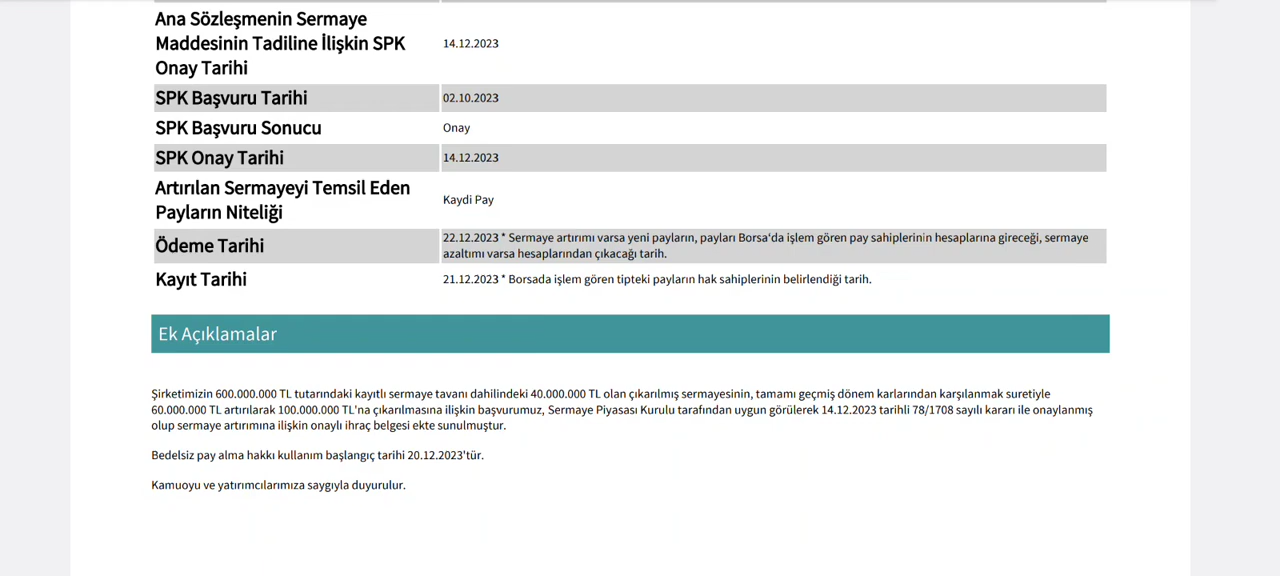 Ana Sözleşmenin Sermaye
Maddesinin Tadiline İlişkin SPK
Onay Tarihi
14.12.2023
SPK Başvuru Tarihi
02.10.2023
SPK Başvuru Sonucu
Onay
SPK Onay Tarihi
14.12.2023
Artırılan Sermayeyi Temsil Eden
Payların Niteliği
Kaydi Pay
Ödeme Tarihi
22.12.2023 * Sermaye artırımı varsa yeni payların, payları Borsa'da işlem gören pay sahiplerinin hesaplarına gireceği, sermaye
azaltımı varsa hesaplarından çıkacağı tarih.
Kayıt Tarihi
21.12.2023 * Borsada işlem gören tipteki payların hak sahiplerinin belirlendiği tarih.
Ek Açıklamalar
Şirketimizin 600.000.000 TL tutarındaki kayıtlı sermaye tavanı dahilindeki 40.000.000 TL olan çıkarılmış sermayesinin, tamamı geçmiş dönem karlarından karşılanmak suretiyle
60.000.000 TL artırılarak 100.000.000 TL'na çıkarılmasına ilişkin başvurumuz, Sermaye Piyasası Kurulu tarafından uygun görülerek 14.12.2023 tarihli 78/1708 sayılı kararı ile onaylanmış
olup sermaye artırımına ilişkin onaylı ihraç belgesi ekte sunulmuştur.
Bedelsiz pay alma hakkı kullanım başlangıç tarihi 20.12.2023'tür.
Kamuoyu ve yatırımcılarımıza saygıyla duyurulur.